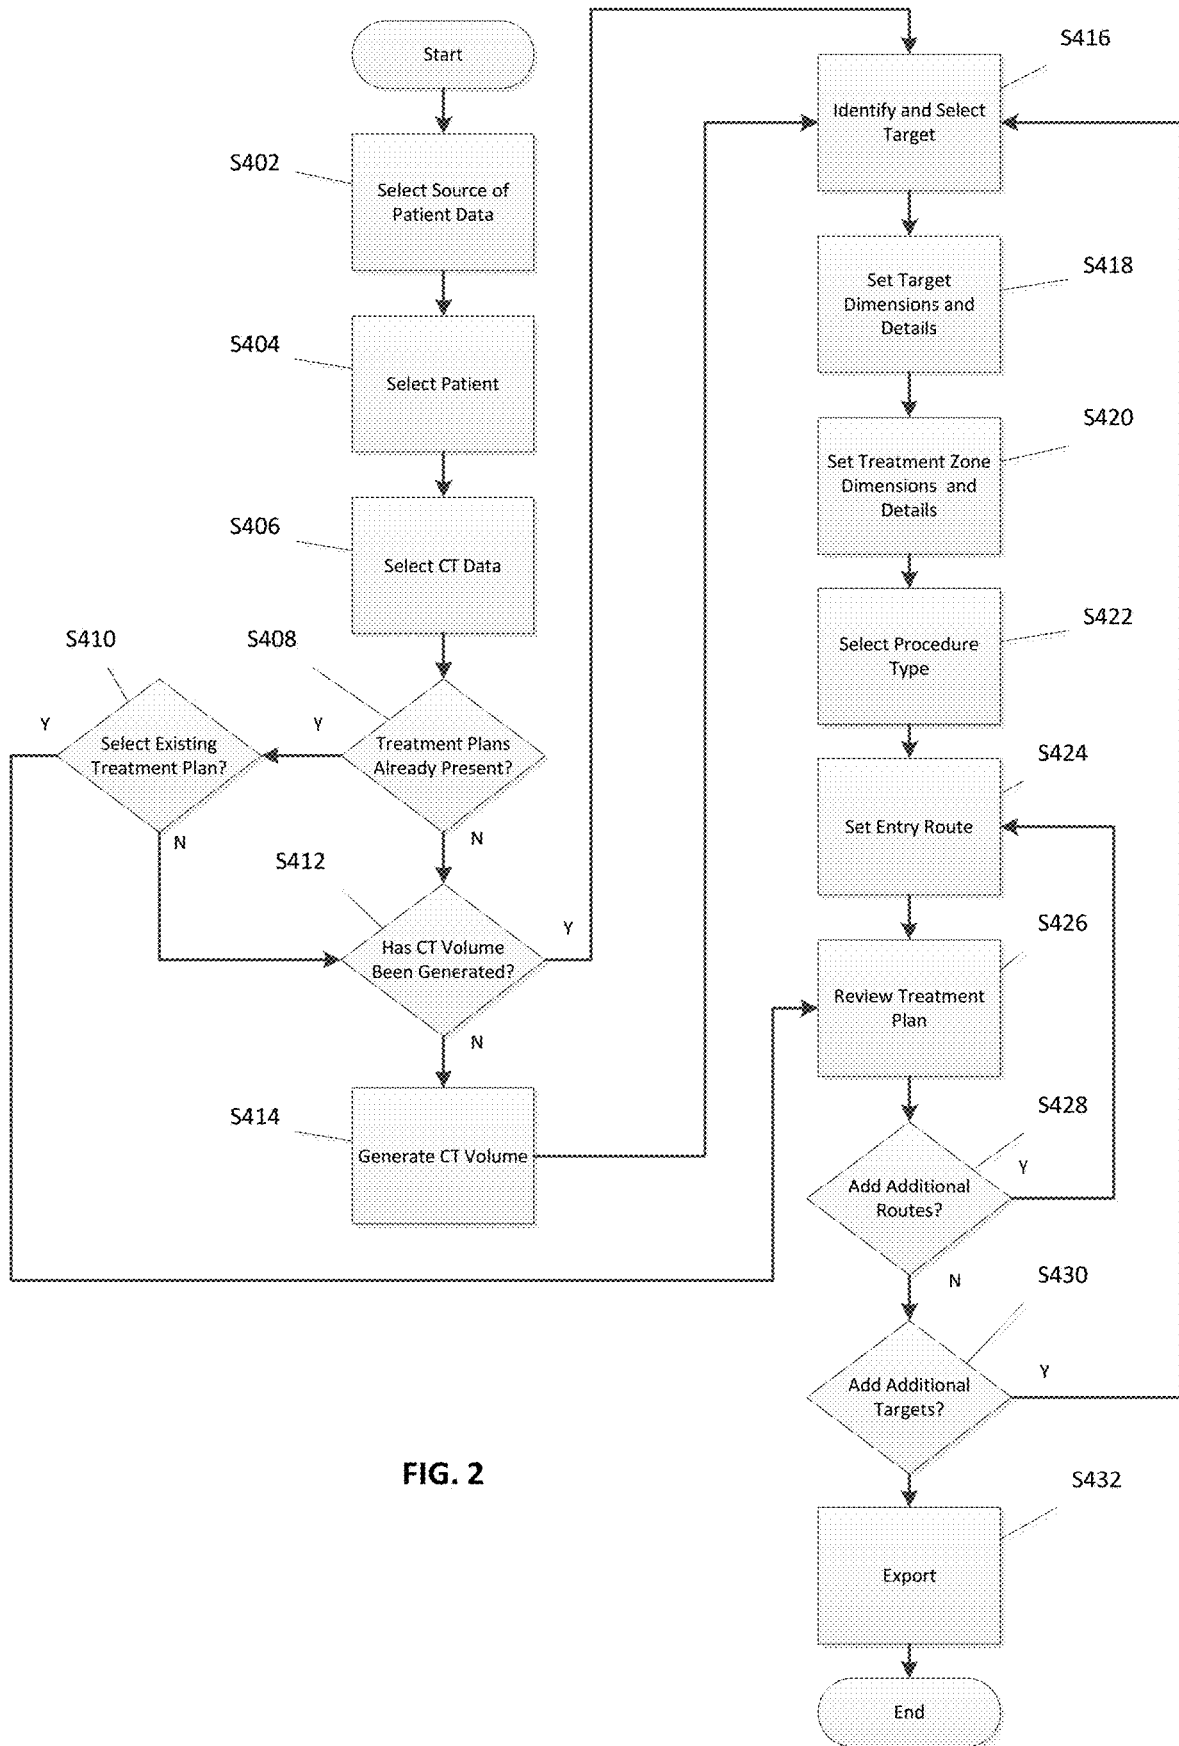 Start
S402
Select Source of
Patient Data
S404
Select Patient
S406
Select CT Data
S410
S408
Y
Select Existing
Treatment Plan?
Y
Treatment Plans
Already Present?
N
N
S412
Has CT Volume
Been Generated?
Y
N
S414
Generate CT Volume
S416
Identify and Select
Target
S418
Set Target
Dimensions and
Details
S420
Set Treatment Zone
Dimensions and
Details
S422
Select Procedure
Type
S424
Set Entry Route
S426
Review Treatment
Plan
S428
Add Additional
Routes?
Y
N
S430
Add Additional
Targets?
Y
S432
Export
End
FIG. 2